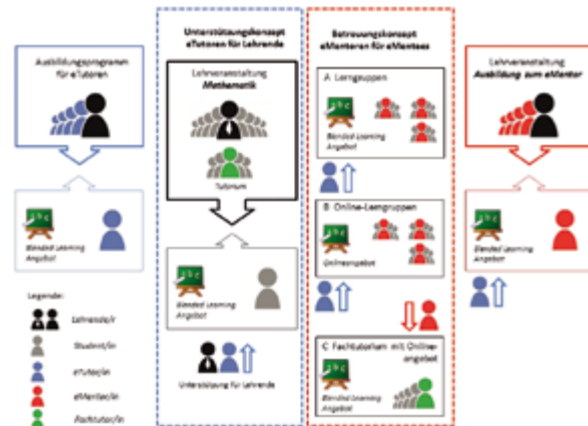 Ausbildungsprogramm
für eTutoren
Blended Learning
Angebot
Legende:
Lehrende/r
Student/in
eTutor/in
eMentor/in
Fachtutor/in
Unterstützungskonzept
eTutoren für Lehrende
Lehrveranstaltung
Mathematik
Tutorium
Blended Learning
Angebot
Unterstützung für Lehrende
Betreuungskonzept
eMentoren für eMentees
A Lerngruppen
Blended Learning
Angebot
B Online-Lerngruppen
Onlineangebot
C Fachtutorium mit Online-
angebot
Blended Learning
Angebot
Lehrveranstaltung
Ausbildung zum eMentor
Blended Learning
Angebot